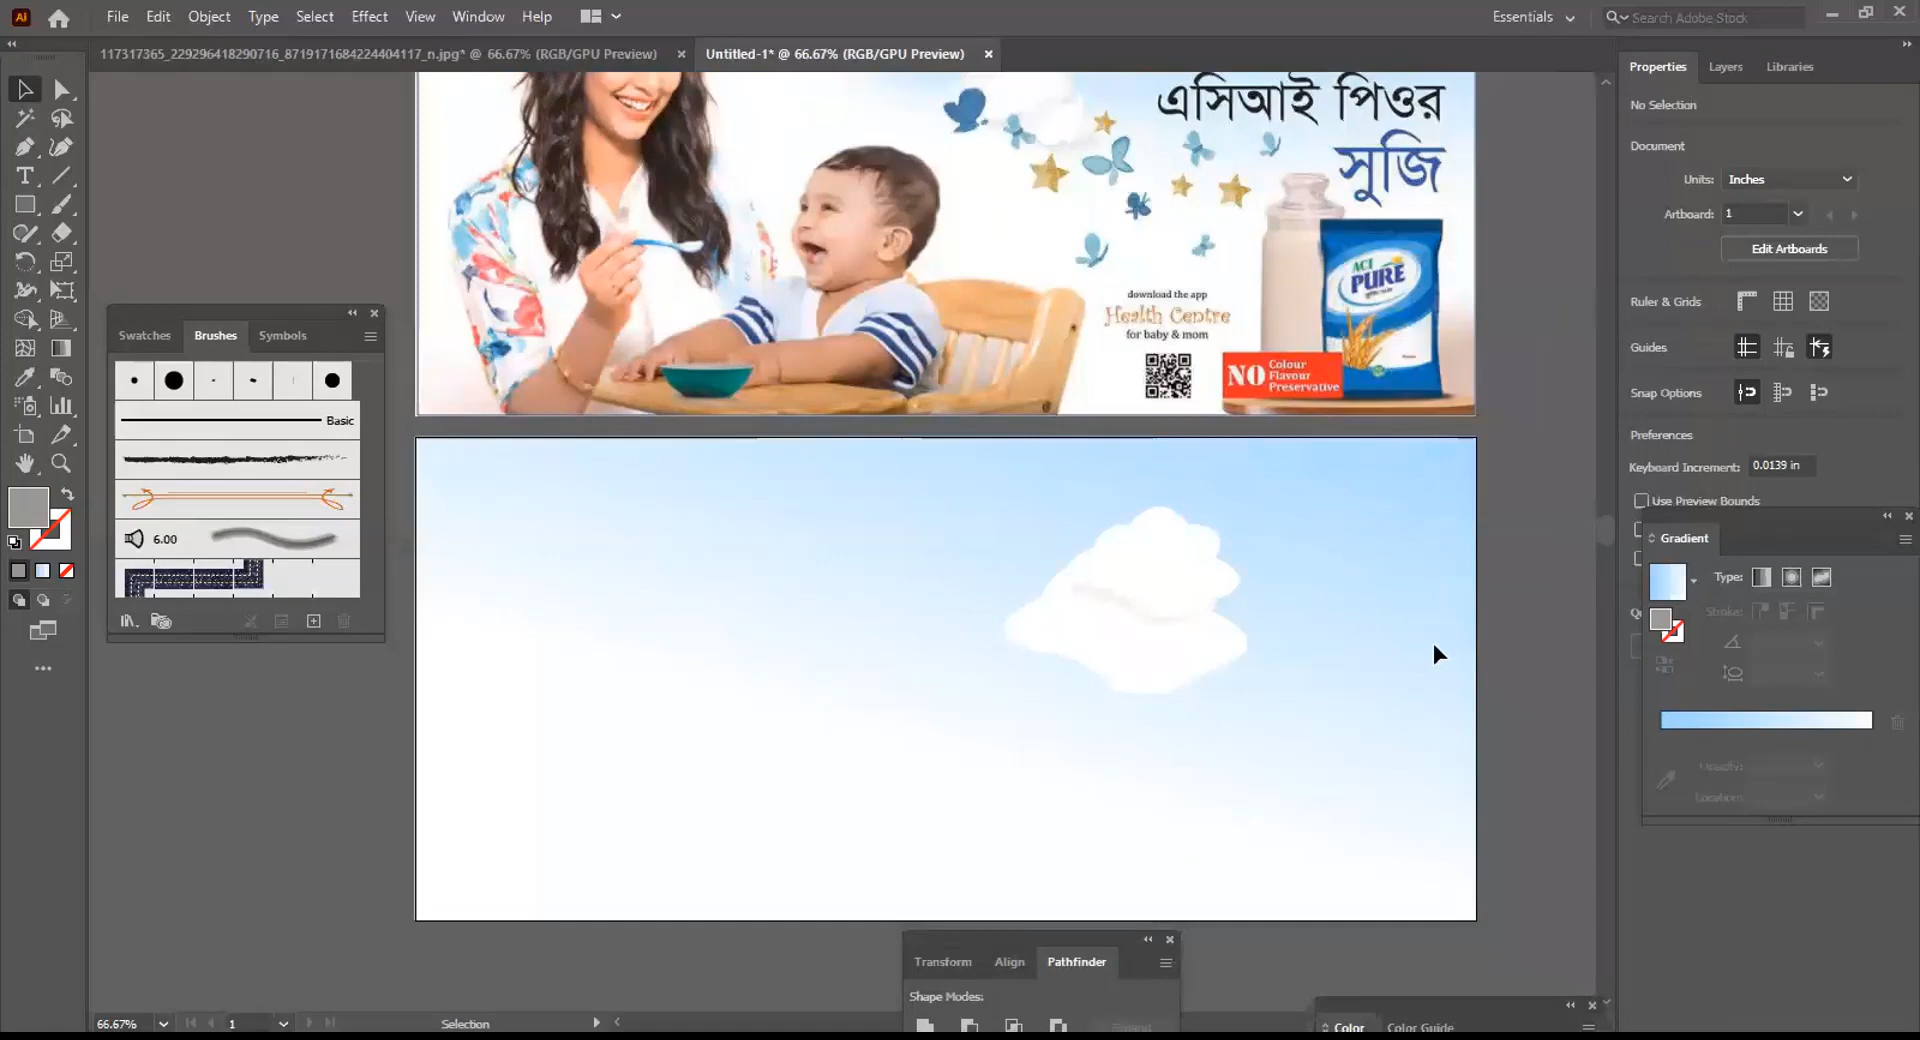 Ai File Edit Object Type Select Effect View Window Help Essentials Search Adobe Stock
117317365_229296418290716_8719171684224404117_n.jpg* @ 66.67% (RGB/GPU Preview) Untitled-1* @ 66.67% (RGB/GPU Preview)
Properties Layers Libraries
No Selection
Document
Units: Inches
Artboard: 1
Edit Artboards
Ruler & Grids
Guides
Snap Options
Preferences
Keyboard Increment: 0.0139 in
Use Preview Bounds
Gradient
Type:
Stroke:
Opacity:
Location:
Swatches Brushes Symbols
Basic
6.00
এসিআই পিওর
সুজি
download the app
Health Centre
for baby & mom
NO Colour
Flavour
Preservative
ACI
PURE
Transform Align Pathfinder
Shape Modes:
Expand
Color Color Guide
66.67% 1 Selection